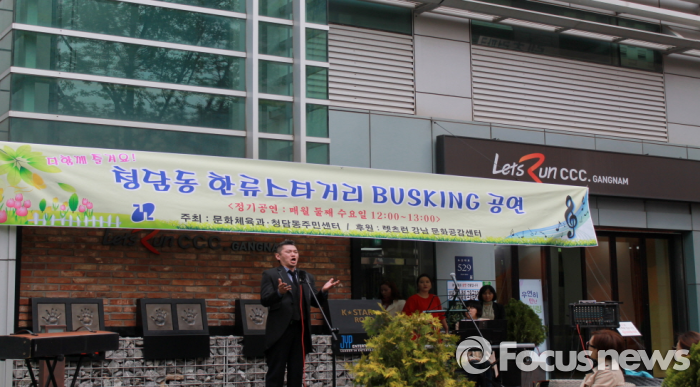 다함께 즐겨요!
청담동 한류스타거리 BUSKING 공연
<정기공연 : 매월 둘째 수요일 12:00~13:00>
주최 : 문화체육과·청담동주민센터 / 후원 : 렛츠런 강남 문화공감센터
Let's Run CCC. GANGNAM
Let's Run CCC. GANGNAM
K★STAR
S29
Focusnews